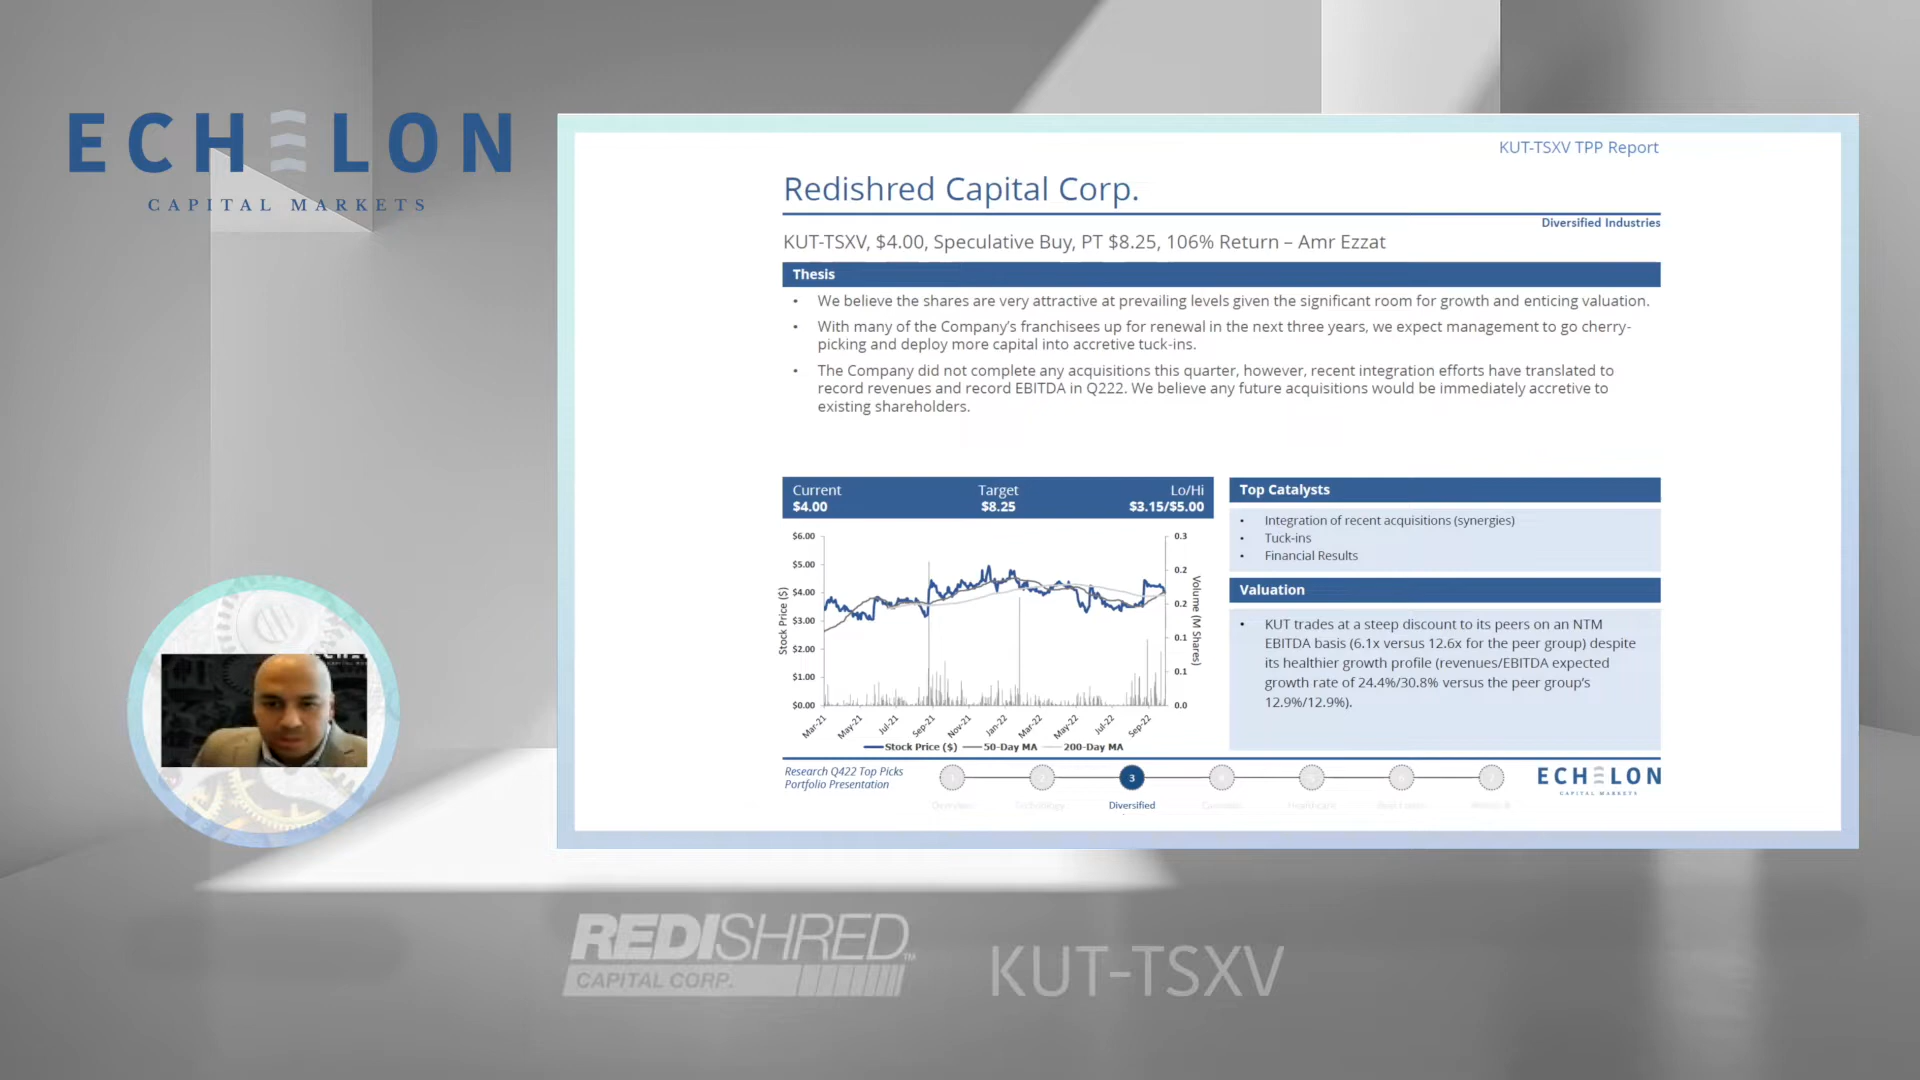 ECHELON
CAPITAL MARKETS
KUT-TSXV TPP Report
Redishred Capital Corp.
Diversified Industries
KUT-TSXV, $4.00, Speculative Buy, PT $8.25, 106% Return – Amr Ezzat
Thesis
• We believe the shares are very attractive at prevailing levels given the significant room for growth and enticing valuation.
• With many of the Company's franchisees up for renewal in the next three years, we expect management to go cherry-
picking and deploy more capital into accretive tuck-ins.
• The Company did not complete any acquisitions this quarter, however, recent integration efforts have translated to
record revenues and record EBITDA in Q222. We believe any future acquisitions would be immediately accretive to
existing shareholders.
Current Target Lo/Hi
$4.00 $8.25 $3.15/$5.00
$6.00
$5.00
$4.00
$3.00
$2.00
$1.00
$0.00
Stock Price ($)
0.3
0.2
0.2
0.1
0.1
0.0
Volume (M Shares)
Mar-21 May-21 Jul-21 Sep-21 Nov-21 Jan-22 Mar-22 May-22 Jul-22 Sep-22
Stock Price ($) 50-Day MA 200-Day MA
Top Catalysts
• Integration of recent acquisitions (synergies)
• Tuck-ins
• Financial Results
Valuation
• KUT trades at a steep discount to its peers on an NTM
EBITDA basis (6.1x versus 12.6x for the peer group) despite
its healthier growth profile (revenues/EBITDA expected
growth rate of 24.4%/30.8% versus the peer group's
12.9%/12.9%).
Research Q422 Top Picks
Portfolio Presentation
3
Diversified
ECHELON
CAPITAL MARKETS
REDISHRED™
CAPITAL CORP.
KUT-TSXV